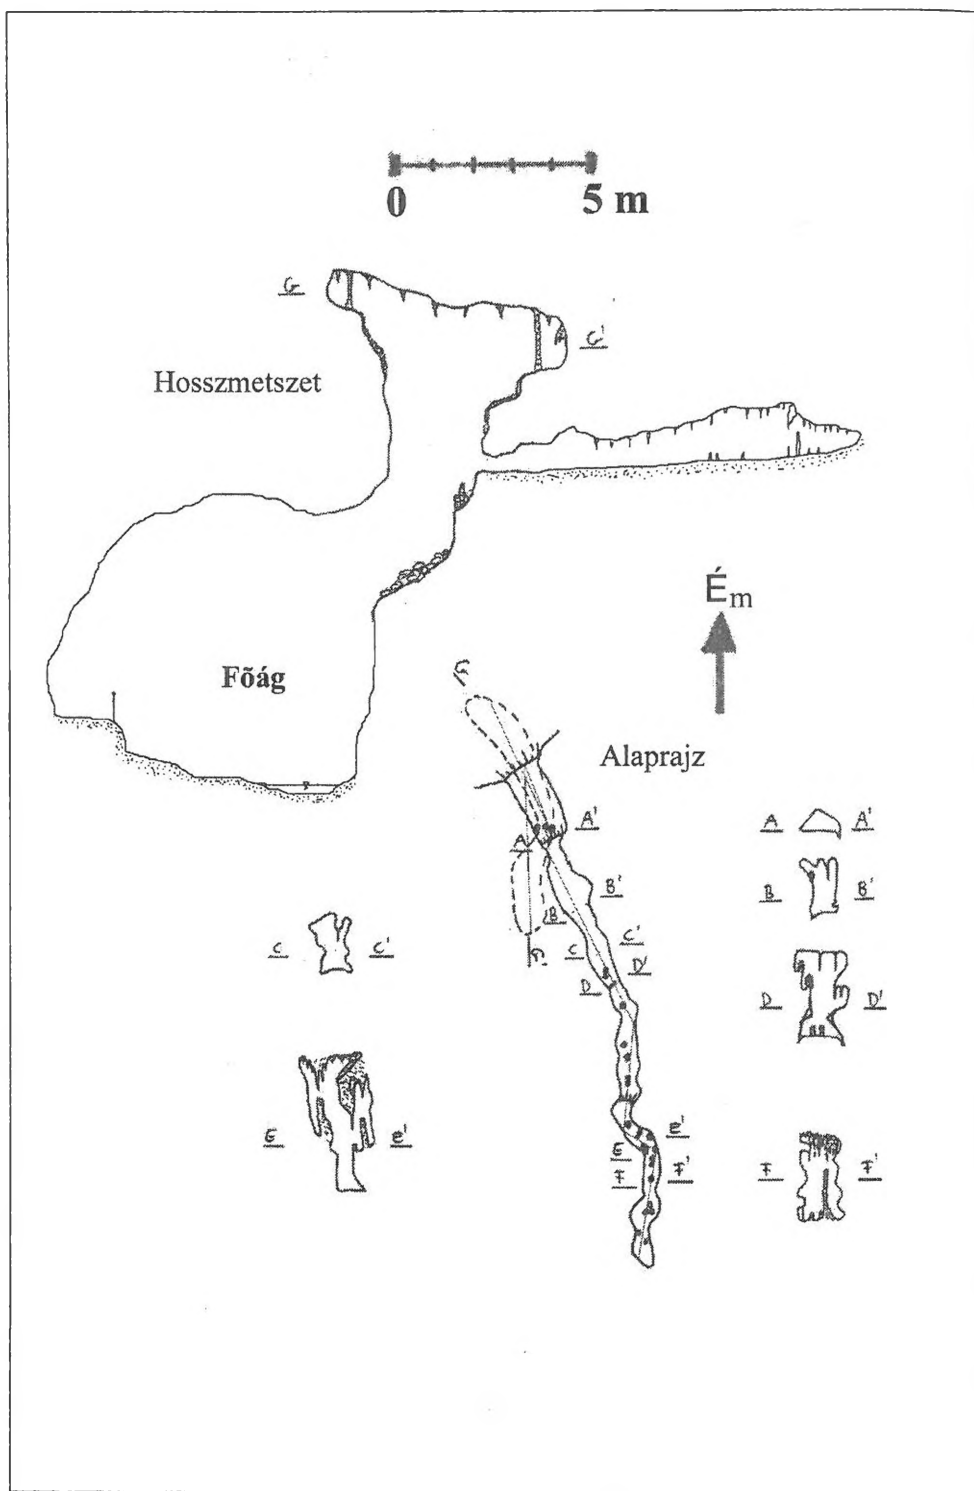 0 5 m
G
G'
Hosszmetszet
Főág
Ém
G
Alaprajz
A A'
B B'
C C'
D D'
G'
E E'
F F'
A A'
B B'
C C'
D D'
E E'
F F'